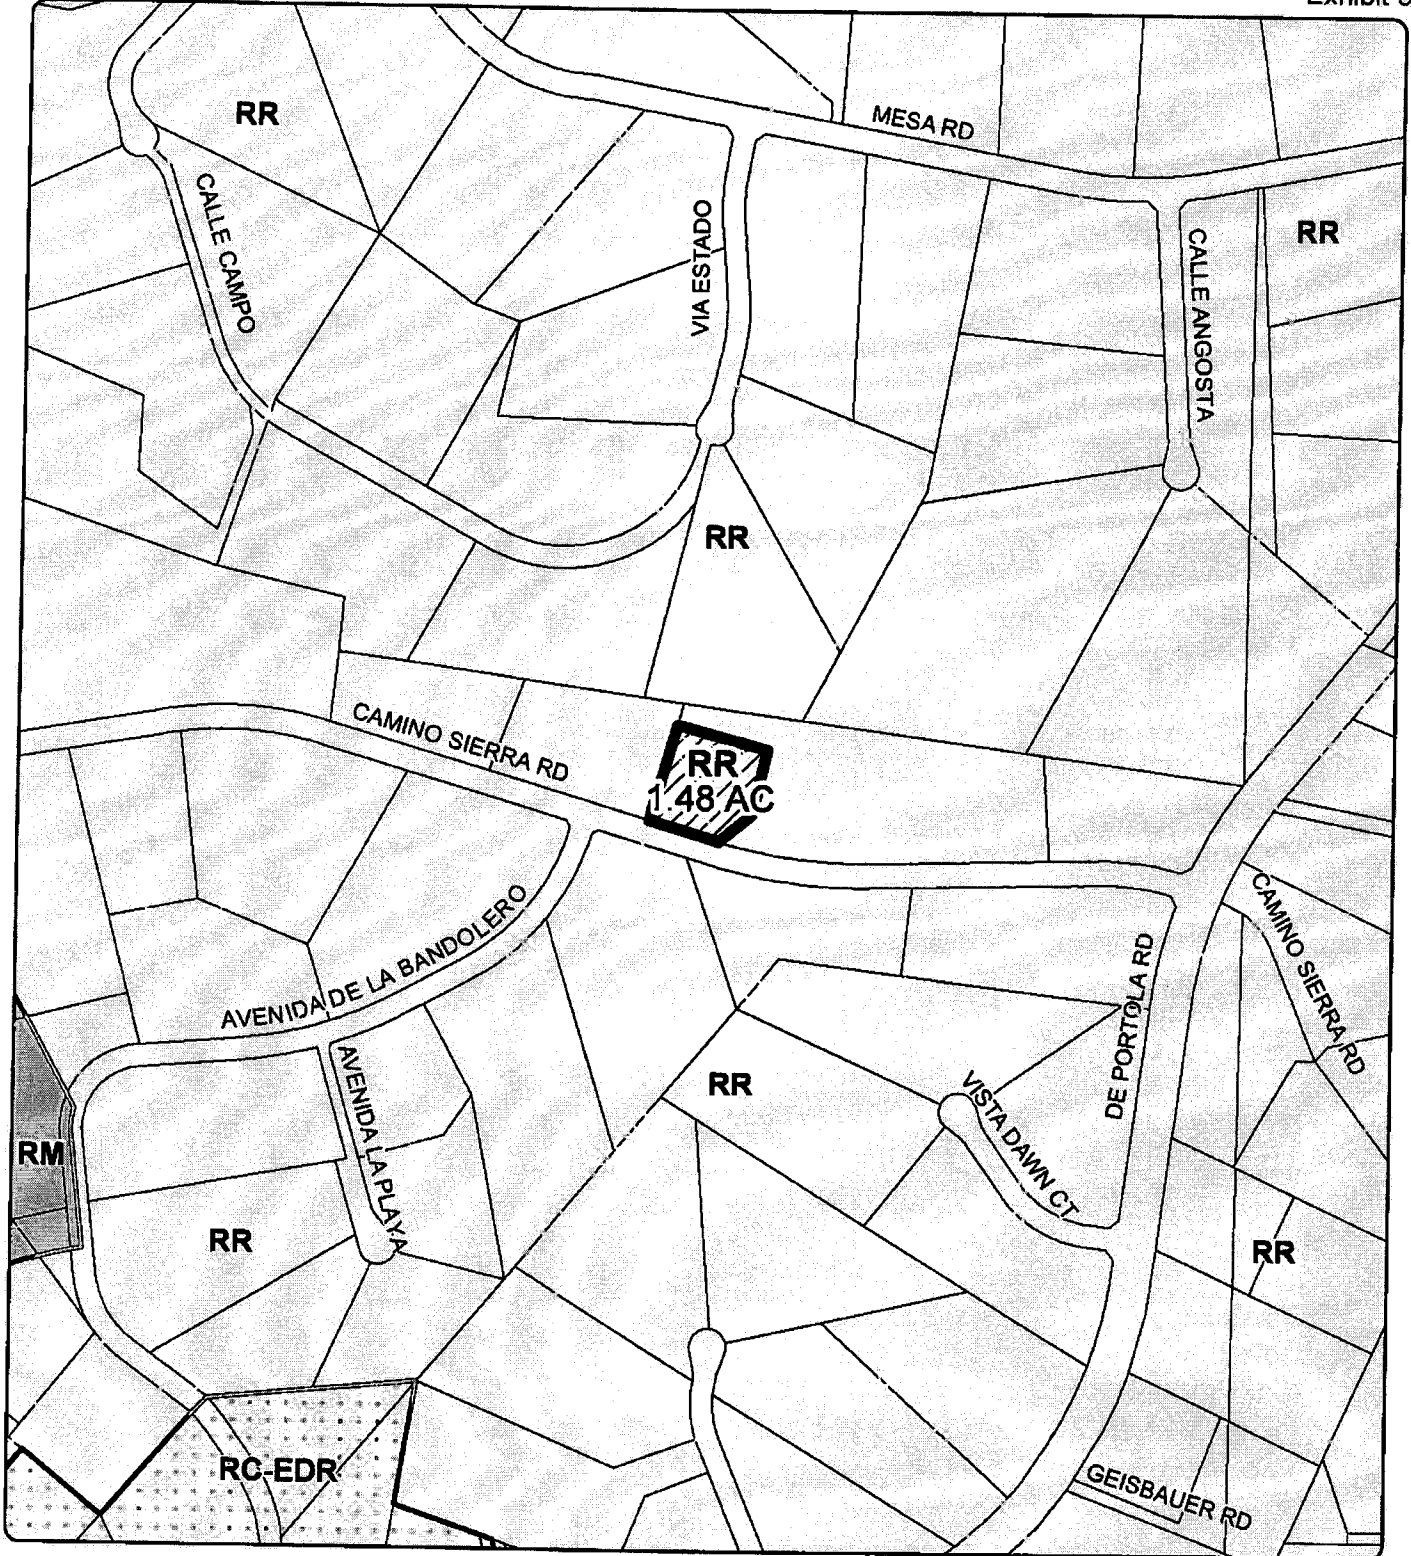 Exhibit
RR
MESA RD
CALLE CAMPO
VIA ESTADO
CALLE ANGOSTA
RR
RR
CAMINO SIERRA RD
RR
1.48 AC
AVENIDA DE LA BANDOLERO
CAMINO SIERRA RD
DE PORTOLA RD
AVENIDA LA PLAYA
RR
VISTA DAWN CT
RM
RR
RR
RC-EDR
GEISBAUER RD